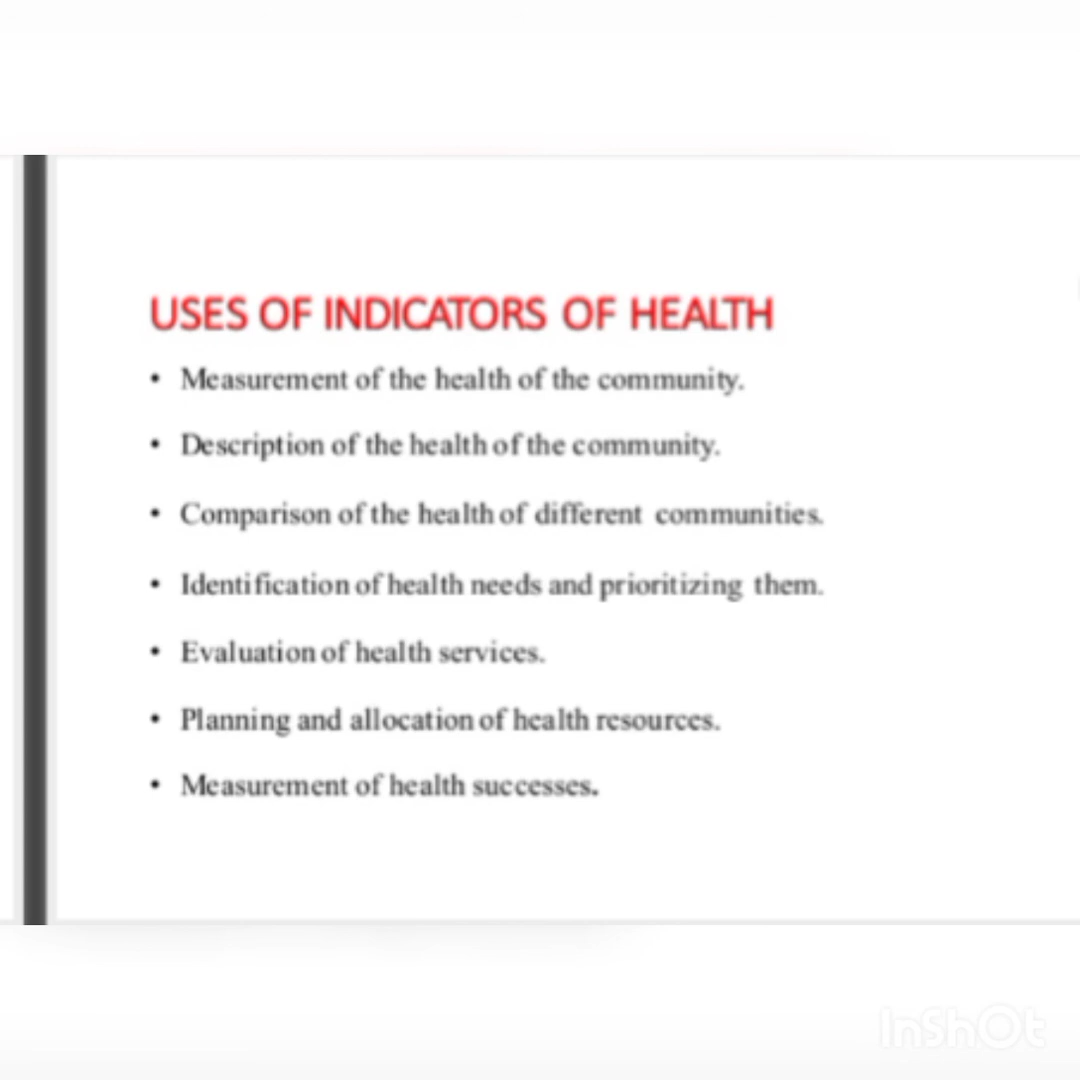 USES OF INDICATORS OF HEALTH
• Measurement of the health of the community.
• Description of the health of the community.
• Comparison of the health of different communities.
• Identification of health needs and prioritizing them.
• Evaluation of health services.
• Planning and allocation of health resources.
• Measurement of health successes.
InShOt